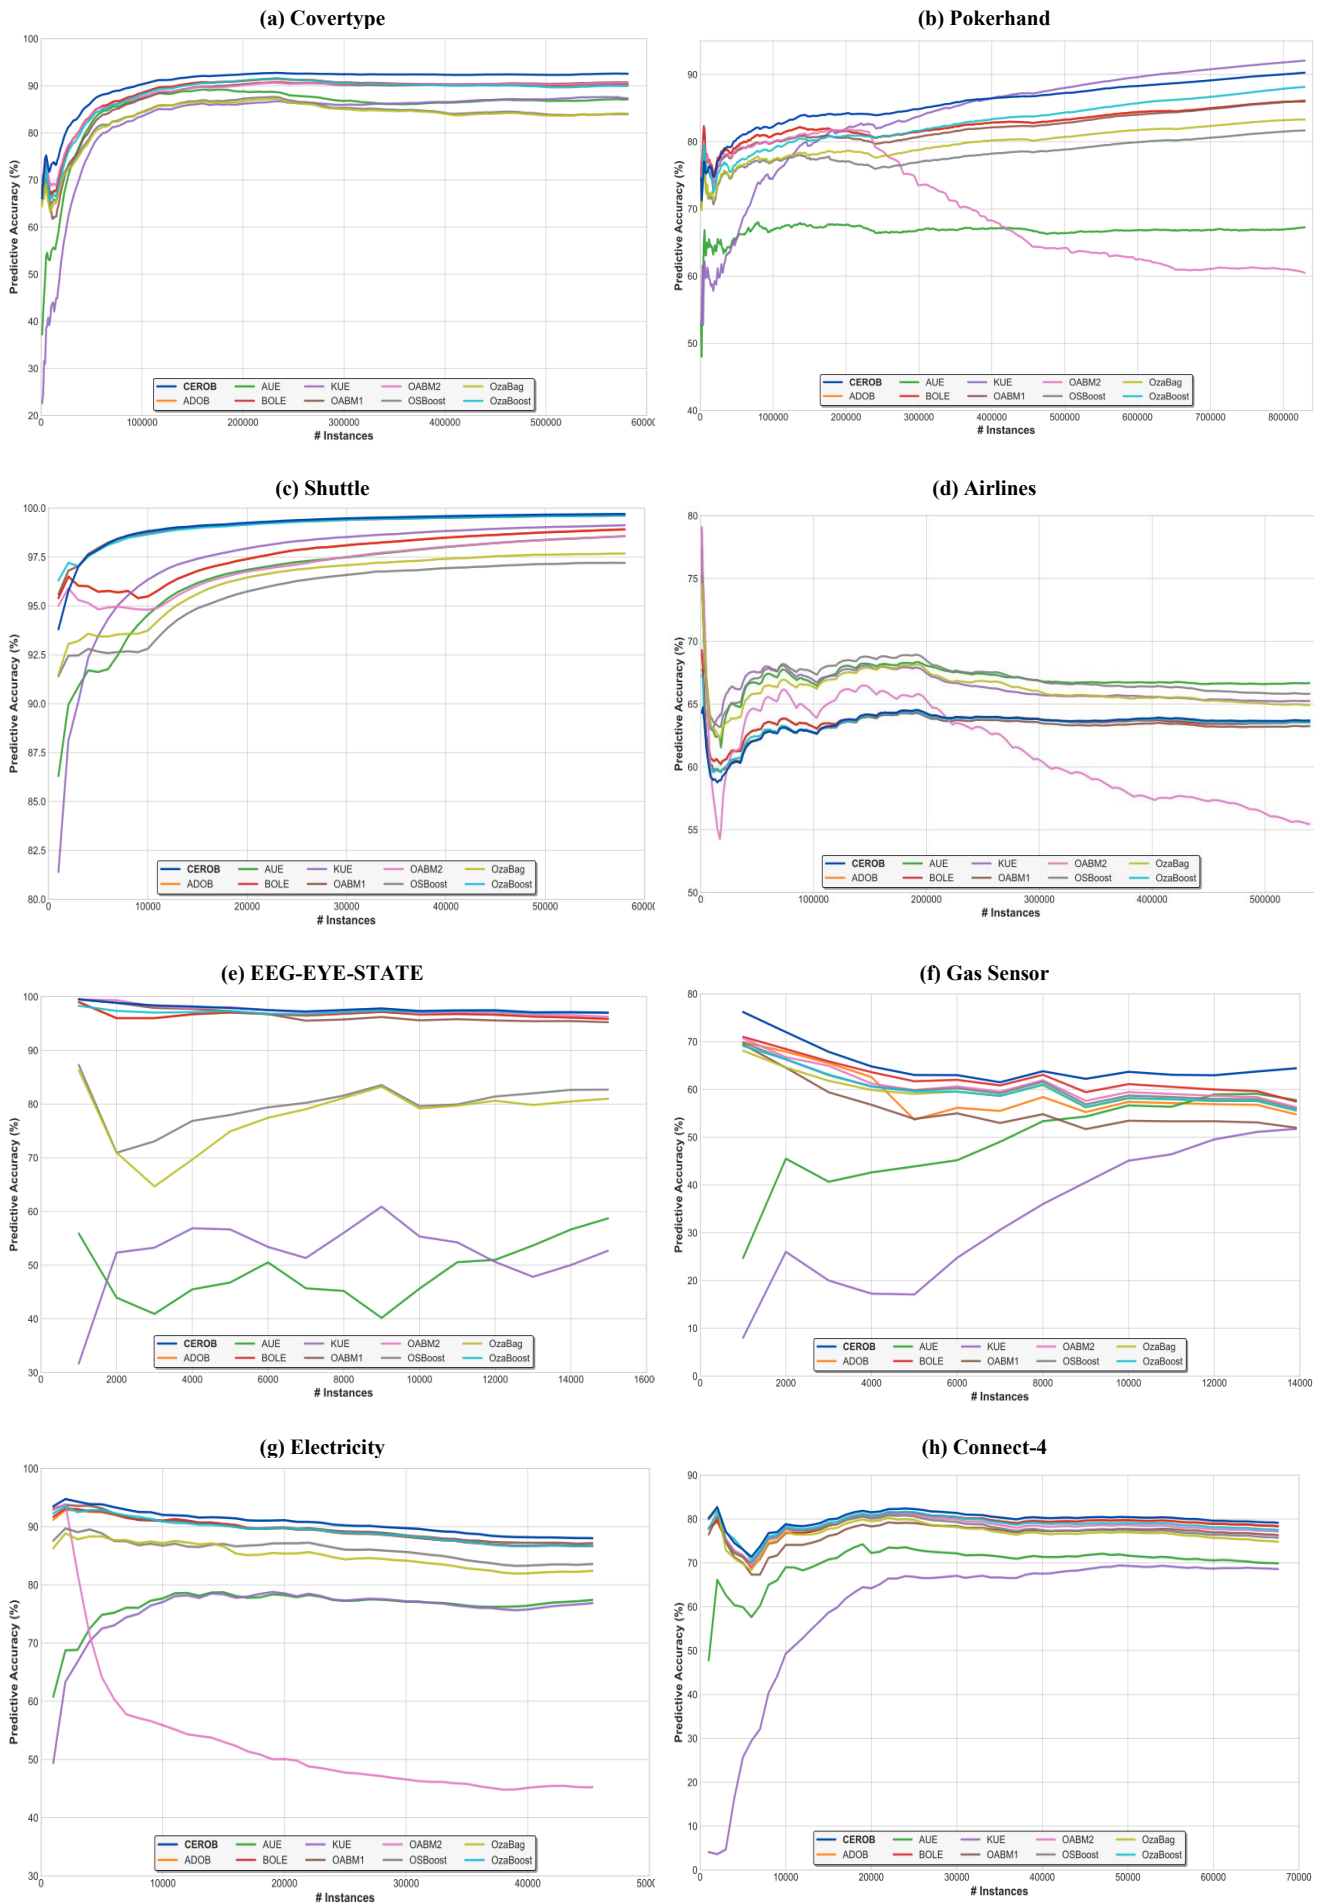 (a) Covertype
Predictive Accuracy (%)
100
90
80
70
60
50
40
30
20
0 100000 200000 300000 400000 500000 60000
# Instances
CEROB AUE KUE OABM2 OzaBag
ADOB BOLE OABM1 OSBoost OzaBoost
(b) Pokerhand
Predictive Accuracy (%)
90
80
70
60
50
40
0 100000 200000 300000 400000 500000 600000 700000 800000
# Instances
CEROB AUE KUE OABM2 OzaBag
ADOB BOLE OABM1 OSBoost OzaBoost
(c) Shuttle
Predictive Accuracy (%)
100.0
97.5
95.0
92.5
90.0
87.5
85.0
82.5
80.0
0 10000 20000 30000 40000 50000 6000
# Instances
CEROB AUE KUE OABM2 OzaBag
ADOB BOLE OABM1 OSBoost OzaBoost
(d) Airlines
Predictive Accuracy (%)
80
75
70
65
60
55
50
0 100000 200000 300000 400000 500000
# Instances
CEROB AUE KUE OABM2 OzaBag
ADOB BOLE OABM1 OSBoost OzaBoost
(e) EEG-EYE-STATE
Predictive Accuracy (%)
100
90
80
70
60
50
40
30
0 2000 4000 6000 8000 10000 12000 14000 1600
# Instances
CEROB AUE KUE OABM2 OzaBag
ADOB BOLE OABM1 OSBoost OzaBoost
(f) Gas Sensor
Predictive Accuracy (%)
80
70
60
50
40
30
20
10
0
0 2000 4000 6000 8000 10000 12000 14000
# Instances
CEROB AUE KUE OABM2 OzaBag
ADOB BOLE OABM1 OSBoost OzaBoost
(g) Electricity
Predictive Accuracy (%)
100
90
80
70
60
50
40
30
0 10000 20000 30000 40000 5000
# Instances
CEROB AUE KUE OABM2 OzaBag
ADOB BOLE OABM1 OSBoost OzaBoost
(h) Connect-4
Predictive Accuracy (%)
90
80
70
60
50
40
30
20
10
0
0 10000 20000 30000 40000 50000 60000 70000
# Instances
CEROB AUE KUE OABM2 OzaBag
ADOB BOLE OABM1 OSBoost OzaBoost